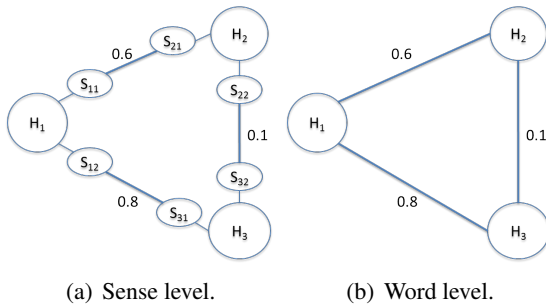 S21
H2
0.6
S11
S22
H1
0.1
S12
S32
0.8
S31
H3
(a) Sense level.
H2
0.6
H1
0.1
0.8
H3
(b) Word level.